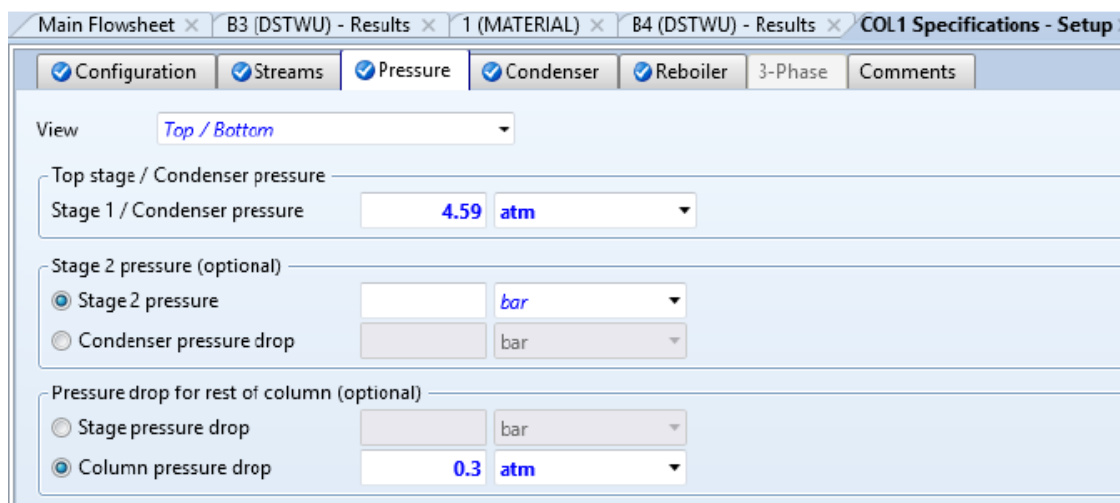 Main Flowsheet × B3 (DSTWU) - Results × 1 (MATERIAL) × B4 (DSTWU) - Results × COL1 Specifications - Setup
Configuration Streams Pressure Condenser Reboiler 3-Phase Comments
View Top / Bottom
Top stage / Condenser pressure
Stage 1 / Condenser pressure 4.59 atm
Stage 2 pressure (optional)
Stage 2 pressure bar
Condenser pressure drop bar
Pressure drop for rest of column (optional)
Stage pressure drop bar
Column pressure drop 0.3 atm